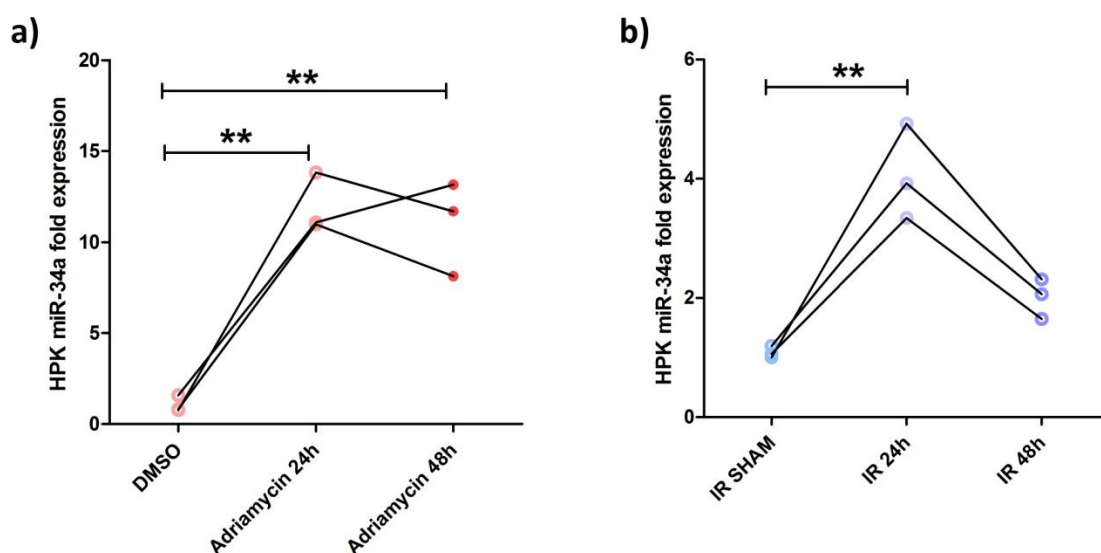 a)
HPK miR-34a fold expression
20
15
10
5
0
**
**
DMSO
Adriamycin 24h
Adriamycin 48h
b)
HPK miR-34a fold expression
6
4
2
0
**
IR SHAM
IR 24h
IR 48h